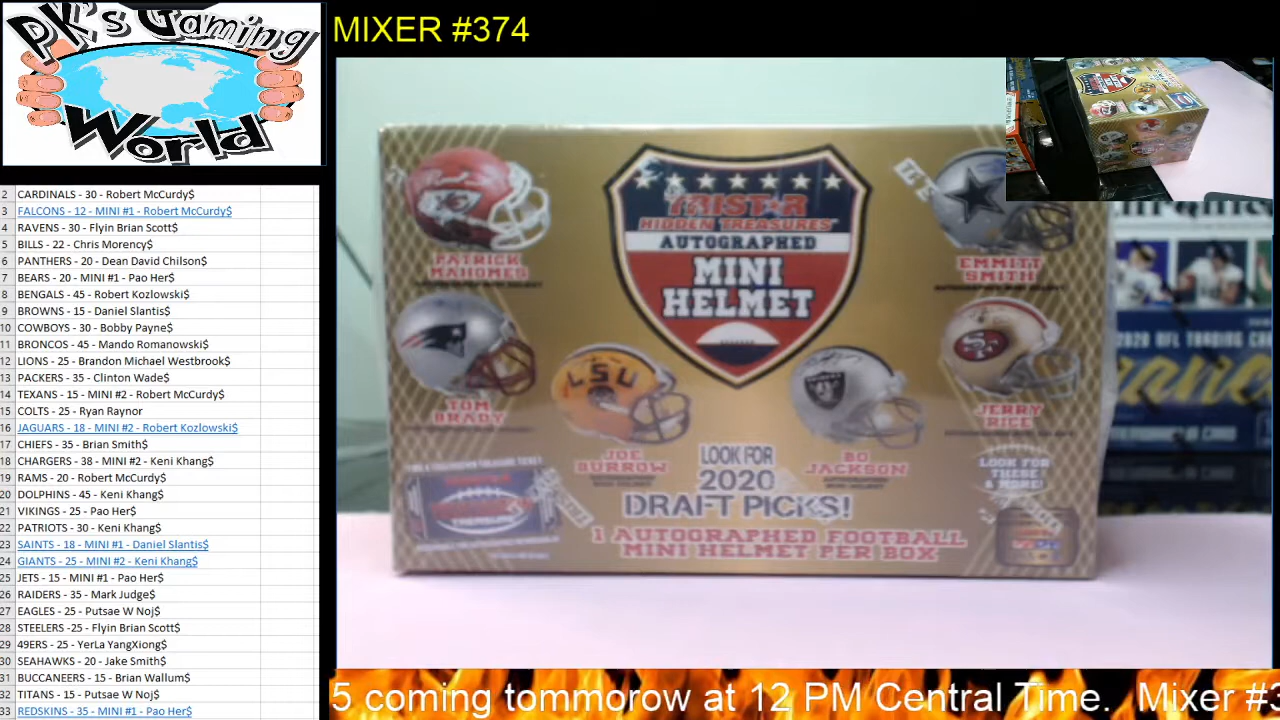 PK's Gaming
World
MIXER #374
2 CARDINALS - 30 - Robert McCurdy$
3 FALCONS - 12 - MINI #1 - Robert McCurdy$
4 RAVENS - 30 - Flyin Brian Scott$
5 BILLS - 22 - Chris Morency$
6 PANTHERS - 20 - Dean David Chilson$
7 BEARS - 20 - MINI #1 - Pao Her$
8 BENGALS - 45 - Robert Kozlowski$
9 BROWNS - 15 - Daniel Slantis$
10 COWBOYS - 30 - Bobby Payne$
11 BRONCOS - 45 - Mando Romanowski$
12 LIONS - 25 - Brandon Michael Westbrook$
13 PACKERS - 35 - Clinton Wade$
14 TEXANS - 15 - MINI #2 - Robert McCurdy$
15 COLTS - 25 - Ryan Raynor
16 JAGUARS - 18 - MINI #2 - Robert Kozlowski$
17 CHIEFS - 35 - Brian Smith$
18 CHARGERS - 38 - MINI #2 - Keni Khang$
19 RAMS - 20 - Robert McCurdy$
20 DOLPHINS - 45 - Keni Khang$
21 VIKINGS - 25 - Pao Her$
22 PATRIOTS - 30 - Keni Khang$
23 SAINTS - 18 - MINI #1 - Daniel Slantis$
24 GIANTS - 25 - MINI #2 - Keni Khang$
25 JETS - 15 - MINI #1 - Pao Her$
26 RAIDERS - 35 - Mark Judge$
27 EAGLES - 25 - Putsae W Noj$
28 STEELERS -25 - Flyin Brian Scott$
29 49ERS - 25 - YerLa YangXiong$
30 SEAHAWKS - 20 - Jake Smith$
31 BUCCANEERS - 15 - Brian Wallum$
32 TITANS - 15 - Putsae W Noj$
33 REDSKINS - 35 - MINI #1 - Pao Her$
TRISTAR
HIDDEN TREASURES
AUTOGRAPHED
MINI
HELMET
PATRICK
MAHOMES
EMMITT
SMITH
TOM
BRADY
LSU
JOE
BURROW
BO
JACKSON
JERRY
RICE
LOOK FOR
2020
DRAFT PICKS!
LOOK FOR
THESE
& MORE!
1 AUTOGRAPHED FOOTBALL
MINI HELMET PER BOX
2020 NFL TRADING
5 coming tommorow at 12 PM Central Time. Mixer #3